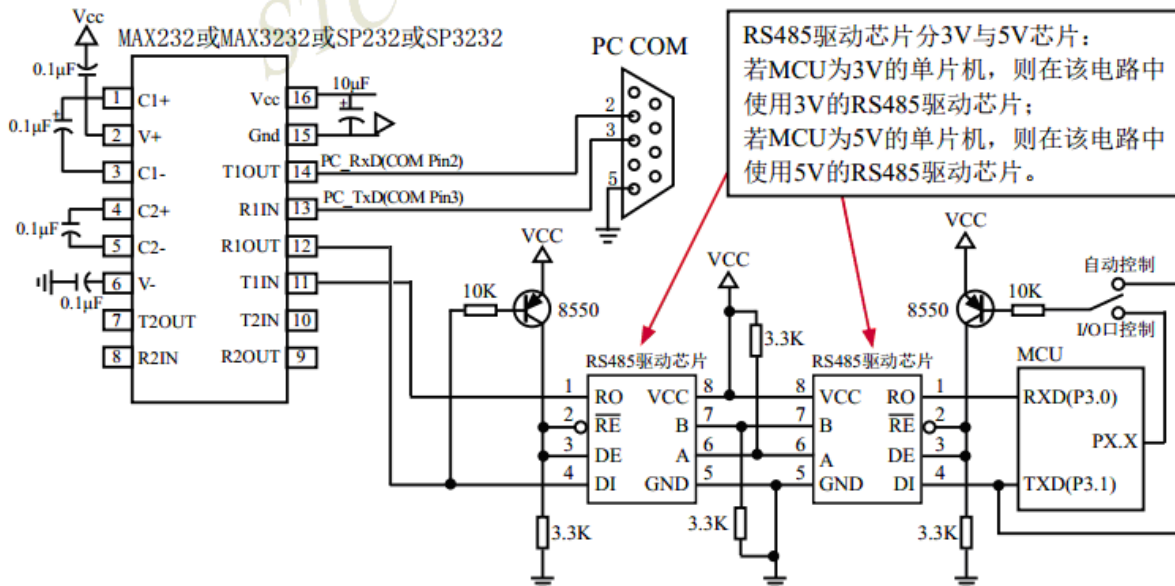 STC
Vcc
MAX232或MAX3232或SP232或SP3232
0.1μF
0.1μF
0.1μF
0.1μF
10μF
1 C1+
2 V+
3 C1-
4 C2+
5 C2-
6 V-
7 T2OUT
8 R2IN
Vcc 16
Gnd 15
T1OUT 14
R1IN 13
R1OUT 12
T1IN 11
T2IN 10
R2OUT 9
PC_RxD(COM Pin2)
PC_TxD(COM Pin3)
PC COM
2
3
5
RS485驱动芯片分3V与5V芯片：
若MCU为3V的单片机，则在该电路中
使用3V的RS485驱动芯片；
若MCU为5V的单片机，则在该电路中
使用5V的RS485驱动芯片。
VCC
10K
8550
3.3K
VCC
3.3K
3.3K
VCC
8550
10K
自动控制
I/O口控制
3.3K
RS485驱动芯片
1 RO VCC 8
2 RE B 7
3 DE A 6
4 DI GND 5
RS485驱动芯片
8 VCC RO 1
7 B RE 2
6 A DE 3
5 GND DI 4
MCU
RXD(P3.0)
PX.X
TXD(P3.1)